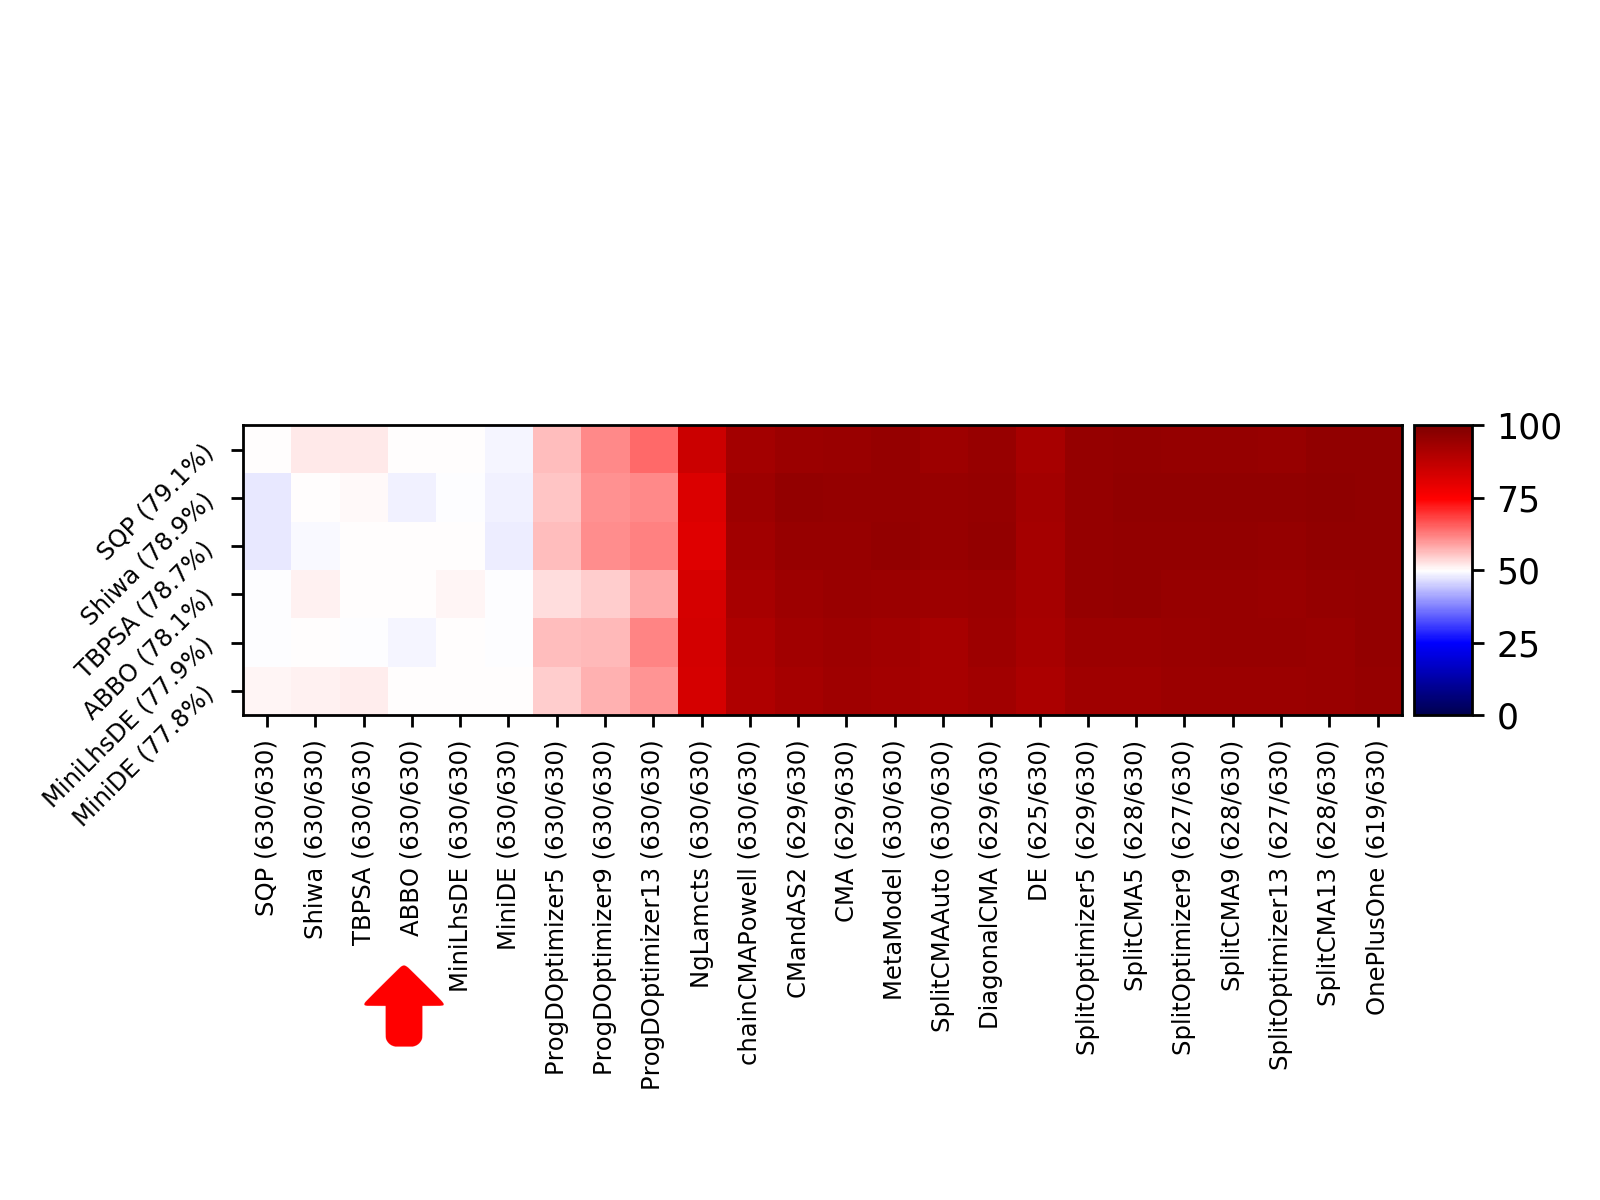 SQP (79.1%)
Shiwa (78.9%)
TBPSA (78.7%)
ABBO (78.1%)
MiniLhsDE (77.9%)
MiniDE (77.8%)
SQP (630/630)
Shiwa (630/630)
TBPSA (630/630)
ABBO (630/630)
MiniLhsDE (630/630)
MiniDE (630/630)
ProgDOptimizer5 (630/630)
ProgDOptimizer9 (630/630)
ProgDOptimizer13 (630/630)
NgLamcts (630/630)
chainCMAPowell (630/630)
CMandAS2 (629/630)
CMA (629/630)
MetaModel (630/630)
SplitCMAAuto (630/630)
DiagonalCMA (629/630)
DE (625/630)
SplitOptimizer5 (629/630)
SplitCMA5 (628/630)
SplitOptimizer9 (627/630)
SplitCMA9 (628/630)
SplitOptimizer13 (627/630)
SplitCMA13 (628/630)
OnePlusOne (619/630)
100
75
50
25
0